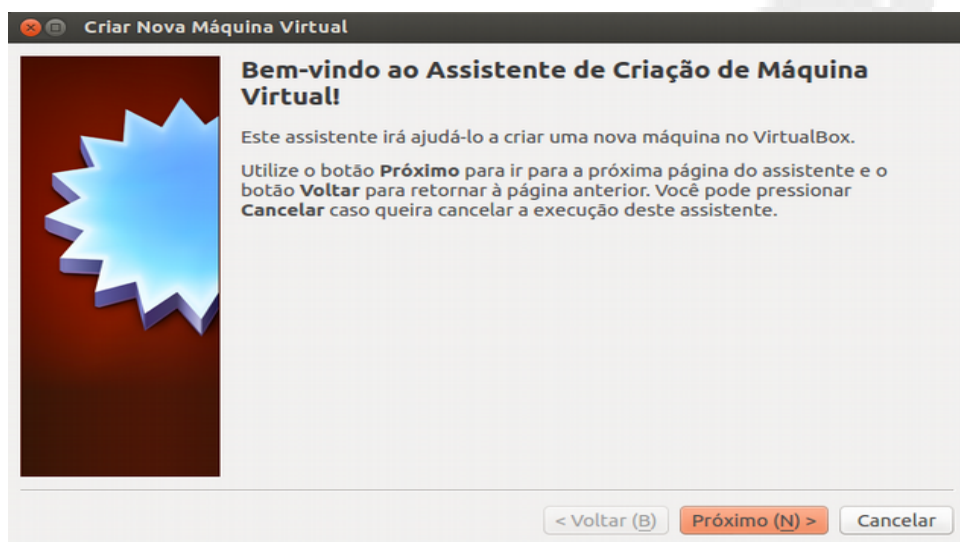 Criar Nova Máquina Virtual
Bem-vindo ao Assistente de Criação de Máquina
Virtual!
Este assistente irá ajudá-lo a criar uma nova máquina no VirtualBox.
Utilize o botão Próximo para ir para a próxima página do assistente e o
botão Voltar para retornar à página anterior. Você pode pressionar
Cancelar caso queira cancelar a execução deste assistente.
< Voltar (B) Próximo (N) > Cancelar